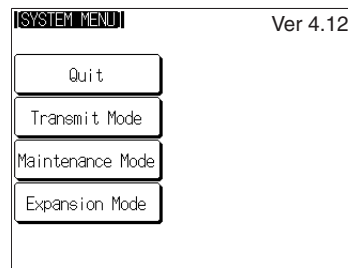 [SYSTEM MENU]
Ver 4.12
Quit
Transmit Mode
Maintenance Mode
Expansion Mode